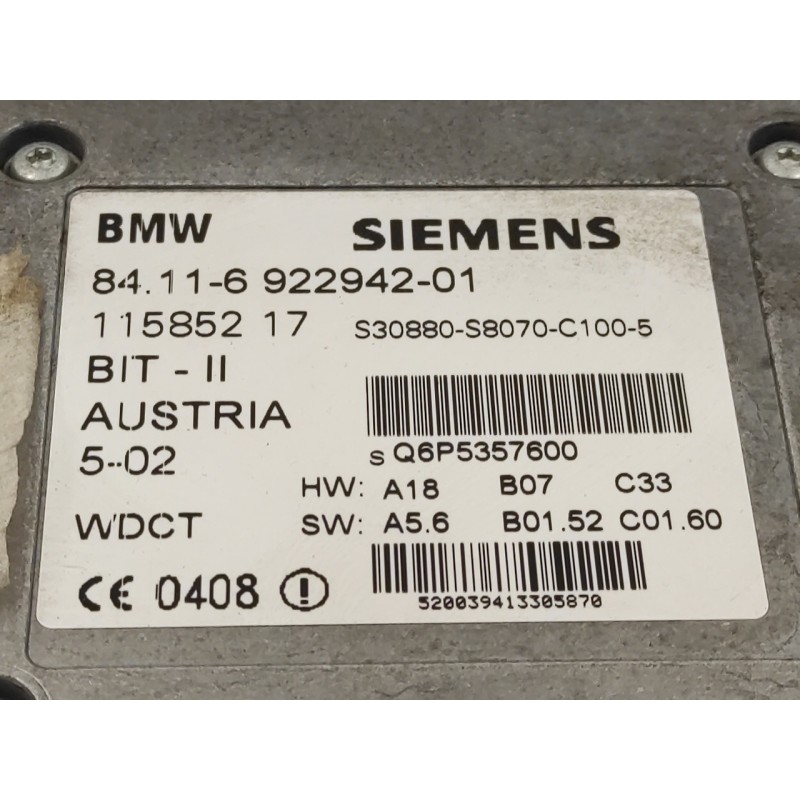 BMW SIEMENS
84.11-6 922942-01
115852 17 S30880-S8070-C100-5
BIT - II
AUSTRIA
5-02 S Q6P5357600
HW: A18 B07 C33
WDCT SW: A5.6 B01.52 C01.60
CE 0408
520039413305870